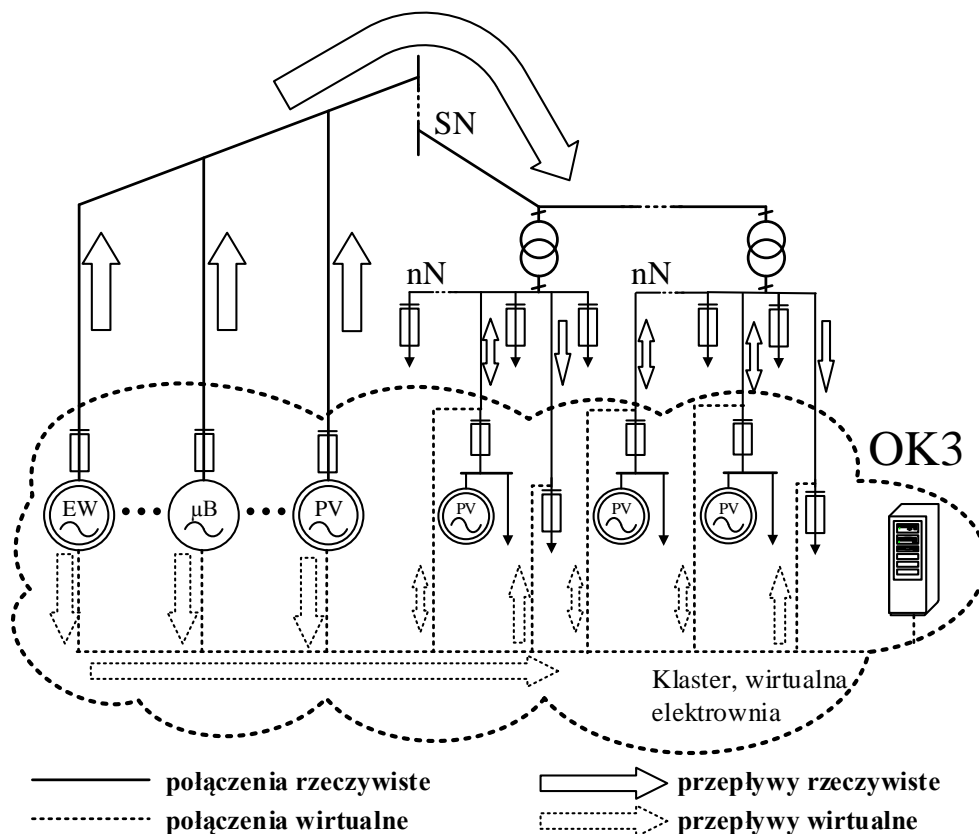 SN
nN
nN
OK3
EW
μB
PV
PV
PV
PV
Klaster, wirtualna
elektrownia
połączenia rzeczywiste
przepływy rzeczywiste
połączenia wirtualne
przepływy wirtualne